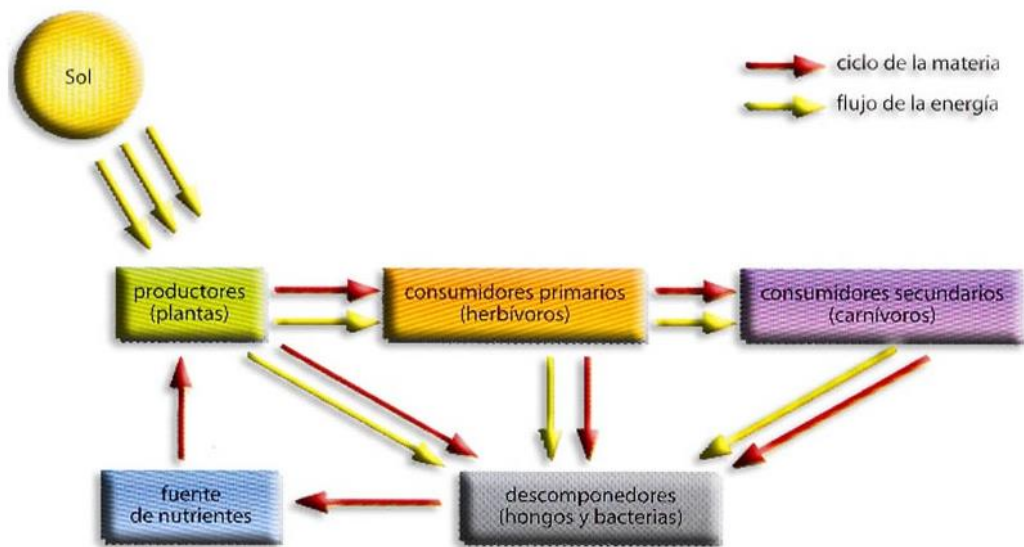 Sol
ciclo de la materia
flujo de la energía
productores
(plantas)
consumidores primarios
(herbívoros)
consumidores secundarios
(carnívoros)
fuente
de nutrientes
descomponedores
(hongos y bacterias)